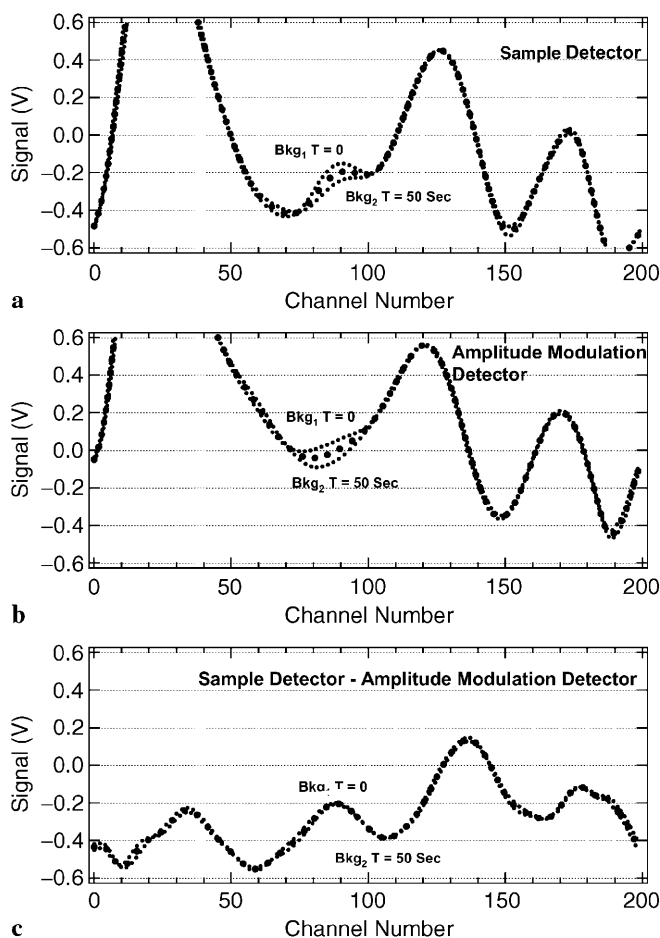 0.6
Sample Detector
0.4
0.2
Signal (V)
Bkg1 T = 0
0.0
−0.2
Bkg2 T = 50 Sec
−0.4
−0.6
0 50 100 150 200
a
Channel Number
0.6
Amplitude Modulation
Detector
0.4
0.2
Signal (V)
Bkg1 T = 0
0.0
Bkg2 T = 50 Sec
−0.2
−0.4
−0.6
0 50 100 150 200
b
Channel Number
0.6
Sample Detector - Amplitude Modulation Detector
0.4
0.2
Signal (V)
0.0
T = 0
−0.2
−0.4
Bkg2 T = 50 Sec
−0.6
0 50 100 150 200
c
Channel Number